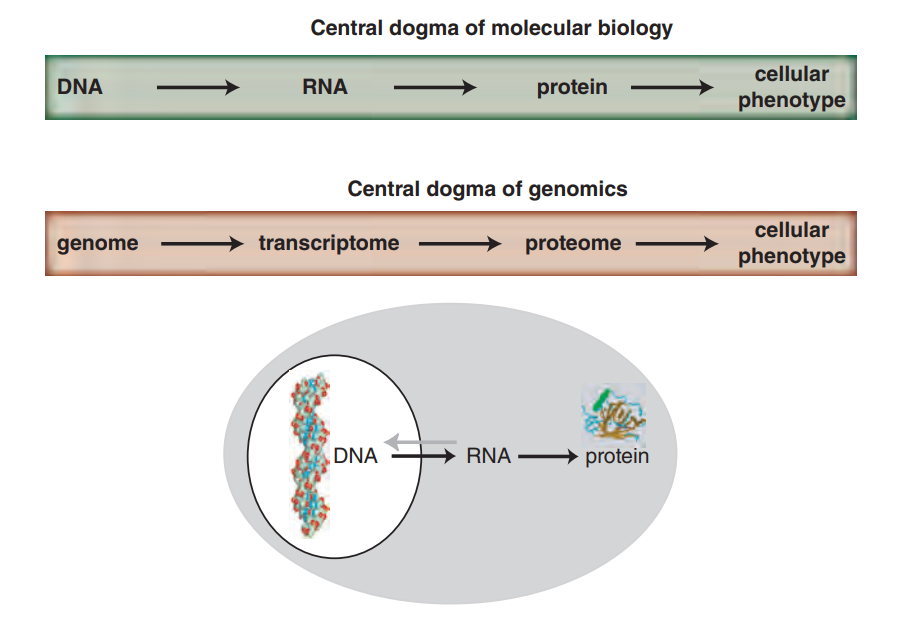 Central dogma of molecular biology
DNA RNA protein cellular
phenotype
Central dogma of genomics
genome transcriptome proteome cellular
phenotype
DNA RNA protein